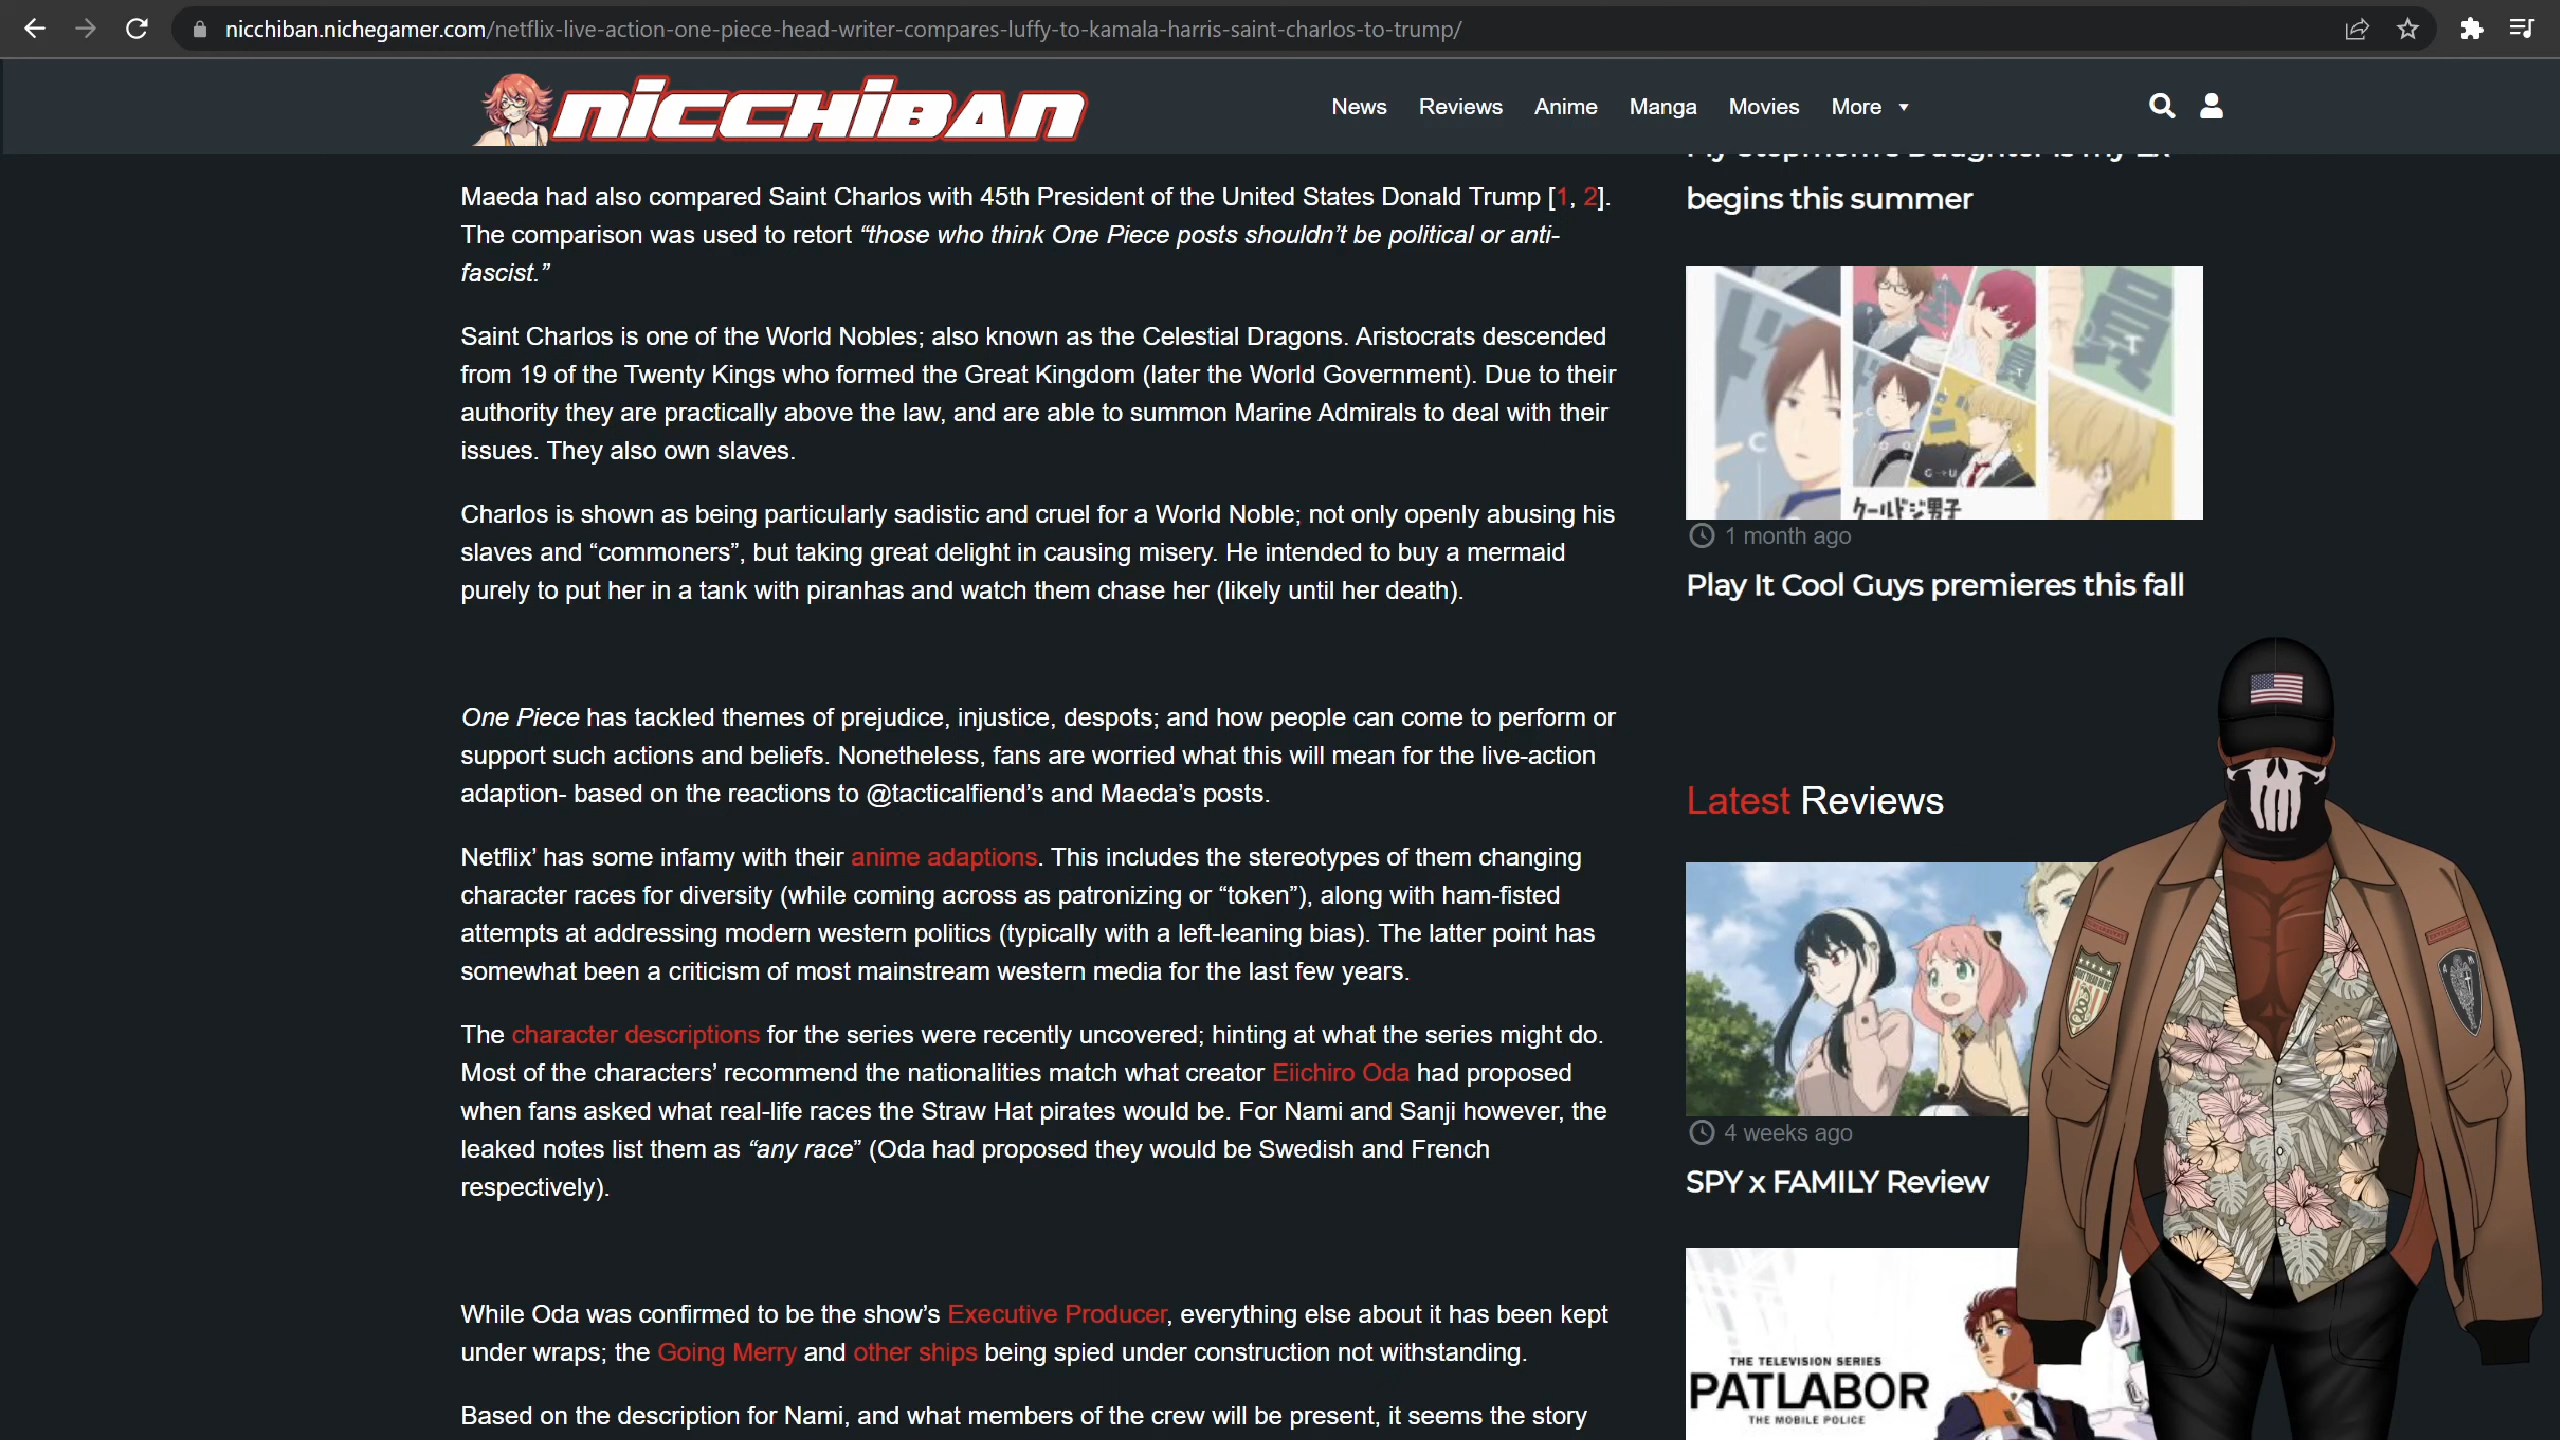 nicchiban.nichegamer.com/netflix-live-action-one-piece-head-writer-compares-luffy-to-kamala-harris-saint-charlos-to-trump/
NICCHIBAN
News Reviews Anime Manga Movies More
begins this summer
Maeda had also compared Saint Charlos with 45th President of the United States Donald Trump [1, 2].
The comparison was used to retort “those who think One Piece posts shouldn’t be political or anti-
fascist.”
Saint Charlos is one of the World Nobles; also known as the Celestial Dragons. Aristocrats descended
from 19 of the Twenty Kings who formed the Great Kingdom (later the World Government). Due to their
authority they are practically above the law, and are able to summon Marine Admirals to deal with their
issues. They also own slaves.
Charlos is shown as being particularly sadistic and cruel for a World Noble; not only openly abusing his
slaves and “commoners”, but taking great delight in causing misery. He intended to buy a mermaid
purely to put her in a tank with piranhas and watch them chase her (likely until her death).
One Piece has tackled themes of prejudice, injustice, despots; and how people can come to perform or
support such actions and beliefs. Nonetheless, fans are worried what this will mean for the live-action
adaption- based on the reactions to @tacticalfiend’s and Maeda’s posts.
Netflix’ has some infamy with their anime adaptions. This includes the stereotypes of them changing
character races for diversity (while coming across as patronizing or “token”), along with ham-fisted
attempts at addressing modern western politics (typically with a left-leaning bias). The latter point has
somewhat been a criticism of most mainstream western media for the last few years.
The character descriptions for the series were recently uncovered; hinting at what the series might do.
Most of the characters’ recommend the nationalities match what creator Eiichiro Oda had proposed
when fans asked what real-life races the Straw Hat pirates would be. For Nami and Sanji however, the
leaked notes list them as “any race” (Oda had proposed they would be Swedish and French
respectively).
While Oda was confirmed to be the show’s Executive Producer, everything else about it has been kept
under wraps; the Going Merry and other ships being spied under construction not withstanding.
Based on the description for Nami, and what members of the crew will be present, it seems the story
クールドジ男子
1 month ago
Play It Cool Guys premieres this fall
Latest Reviews
4 weeks ago
SPY x FAMILY Review
THE TELEVISION SERIES
PATLABOR
THE MOBILE POLICE